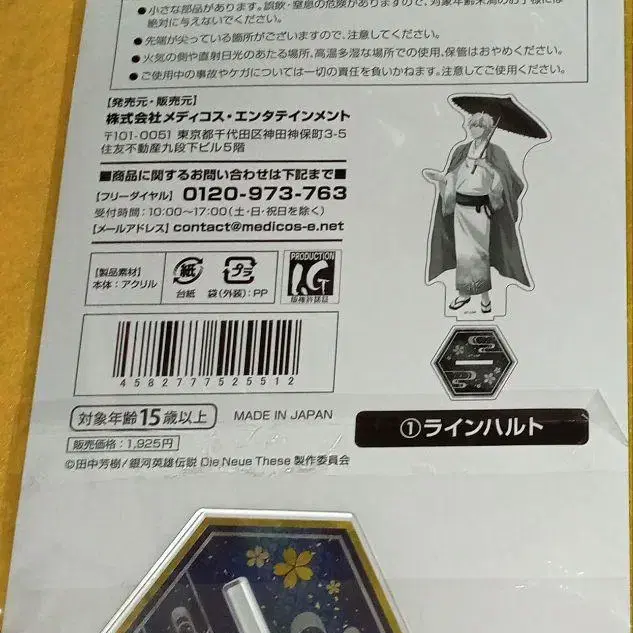 ●小さな部品があります。誤飲・窒息の危険がありますので、対象年齢未満のお子様には
絶対に与えないでください。
●先端が尖っている箇所がございますので、注意してください。
●火気の側や直射日光のあたる場所、高温多湿な場所での使用、保管はおやめください。
●ご使用中の事故やケガについては一切の責任を負いかねます。注意してご使用ください。
【発売元・販売元】
株式会社メディコス・エンタテインメント
〒101-0051 東京都千代田区神田神保町3-5
住友不動産九段下ビル5階
■商品に関するお問い合わせは下記まで■
【フリーダイヤル】 0120-973-763
受付時間：10:00～17:00（土・日・祝日を除く）
【メールアドレス】contact@medicos-e.net
【製品素材】
本体：アクリル
紙
台紙
プラ
袋（外装）：PP
PRODUCTION
I.G
版権許諾証
4582777525512
対象年齢15歳以上
MADE IN JAPAN
販売価格：1,925円
©田中芳樹/銀河英雄伝説 Die Neue These 製作委員会
①ラインハルト